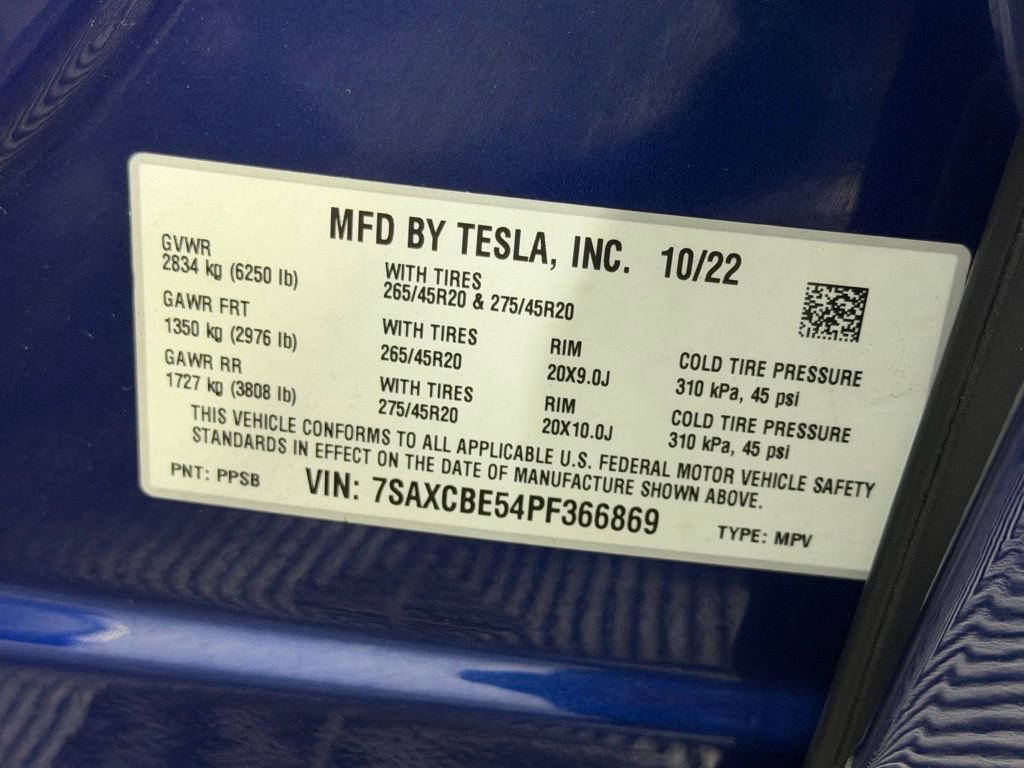 MFD BY TESLA, INC. 10/22
GVWR
2834 kg (6250 lb)
WITH TIRES
265/45R20 & 275/45R20
GAWR FRT
1350 kg (2976 lb)
WITH TIRES
265/45R20
RIM
20X9.0J
COLD TIRE PRESSURE
310 kPa, 45 psi
GAWR RR
1727 kg (3808 lb)
WITH TIRES
275/45R20
RIM
20X10.0J
COLD TIRE PRESSURE
310 kPa, 45 psi
THIS VEHICLE CONFORMS TO ALL APPLICABLE U.S. FEDERAL MOTOR VEHICLE SAFETY
STANDARDS IN EFFECT ON THE DATE OF MANUFACTURE SHOWN ABOVE.
PNT: PPSB VIN: 7SAXCBE54PF366869 TYPE: MPV